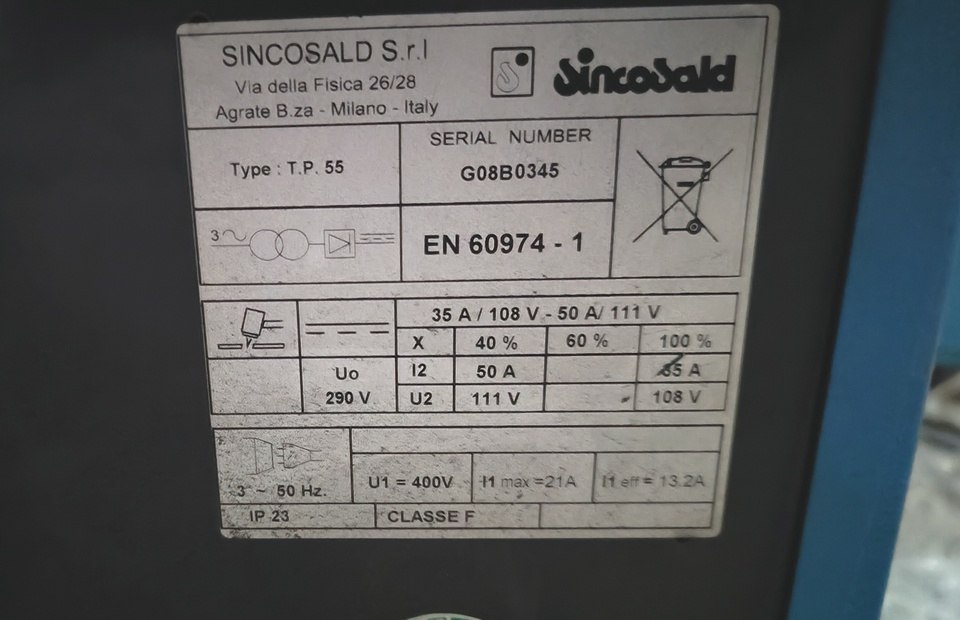 SINCOSALD S.r.l
Via della Fisica 26/28
Agrate B.za - Milano - Italy
S
SincoSald
Type : T.P. 55
SERIAL NUMBER
G08B0345
3
EN 60974 - 1
35 A / 108 V - 50 A/ 111 V
X 40 % 60 % 100 %
Uo
290 V
I2 50 A 35 A
U2 111 V 108 V
3 ~ 50 Hz.
U1 = 400V I1 max =21A I1 eff = 13.2A
IP 23 CLASSE F